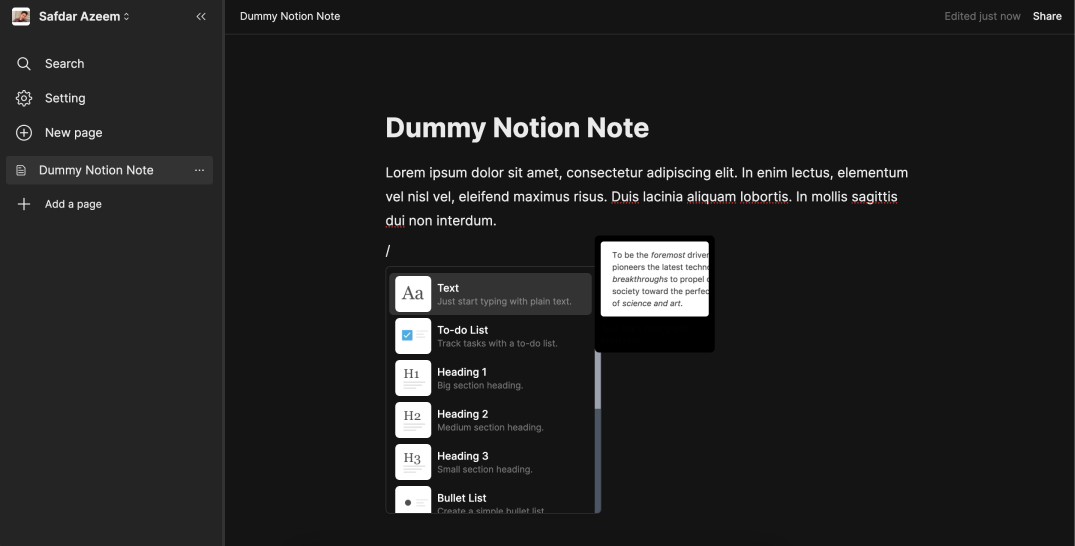 Safdar Azeem
Search
Setting
New page
Dummy Notion Note
Add a page
Dummy Notion Note
Edited just now
Share
Dummy Notion Note
Lorem ipsum dolor sit amet, consectetur adipiscing elit. In enim lectus, elementum
vel nisl vel, eleifend maximus risus. Duis lacinia aliquam lobortis. In mollis sagittis
dui non interdum.
/
Aa
Text
Just start typing with plain text.
To-do List
Track tasks with a to-do list.
H1
Heading 1
Big section heading.
H2
Heading 2
Medium section heading.
H3
Heading 3
Small section heading.
Bullet List
Create a simple bullet list
To be the foremost driver
pioneers the latest techno
breakthroughs to propel
society toward the perfec
of science and art.